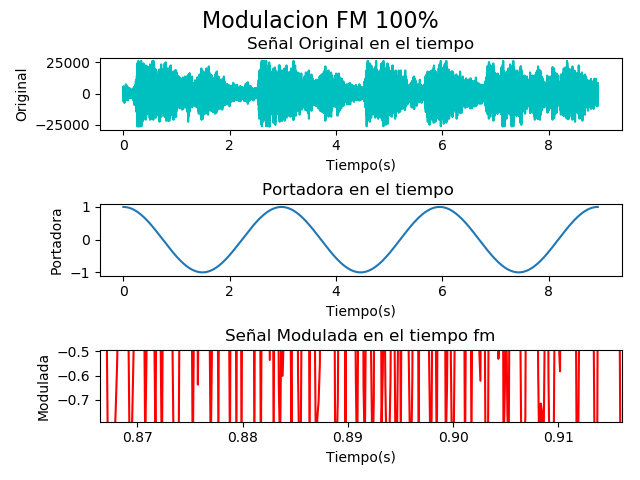 Modulacion FM 100%
Señal Original en el tiempo
25000
0
−25000
Original
0 2 4 6 8
Tiempo(s)
Portadora en el tiempo
1
0
−1
Portadora
0 2 4 6 8
Tiempo(s)
Señal Modulada en el tiempo fm
−0.5
−0.6
−0.7
Modulada
0.87 0.88 0.89 0.90 0.91
Tiempo(s)